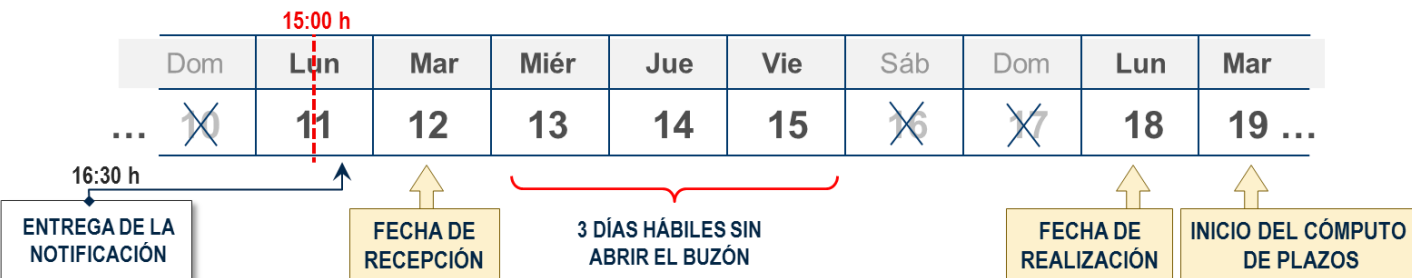 15:00 h
Dom Lun Mar Miér Jue Vie Sáb Dom Lun Mar
... 10 11 12 13 14 15 16 17 18 19 ...
16:30 h
ENTREGA DE LA
NOTIFICACIÓN
FECHA DE
RECEPCIÓN
3 DÍAS HÁBILES SIN
ABRIR EL BUZÓN
FECHA DE
REALIZACIÓN
INICIO DEL CÓMPUTO
DE PLAZOS